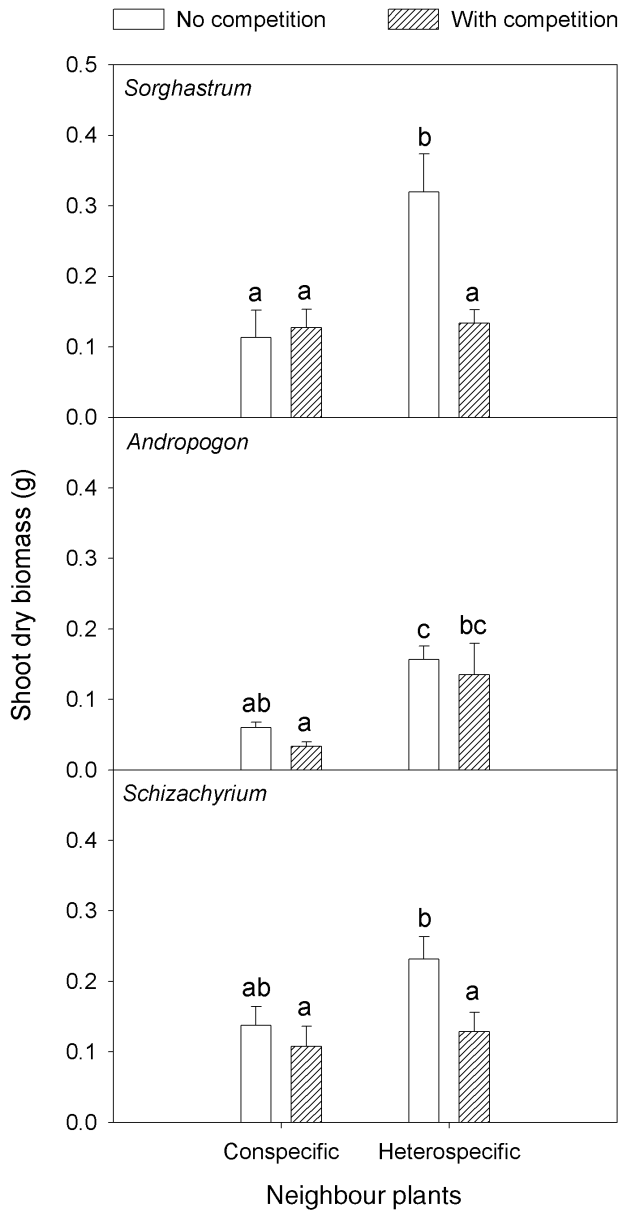 No competition With competition
0.5
Sorghastrum
0.4
b
0.3
0.2
a a a
0.1
0.0
Andropogon
0.4
0.3
Shoot dry biomass (g)
0.2
c bc
0.1
ab a
0.0
Schizachyrium
0.4
0.3
b
0.2
ab a a
0.1
0.0
Conspecific Heterospecific
Neighbour plants